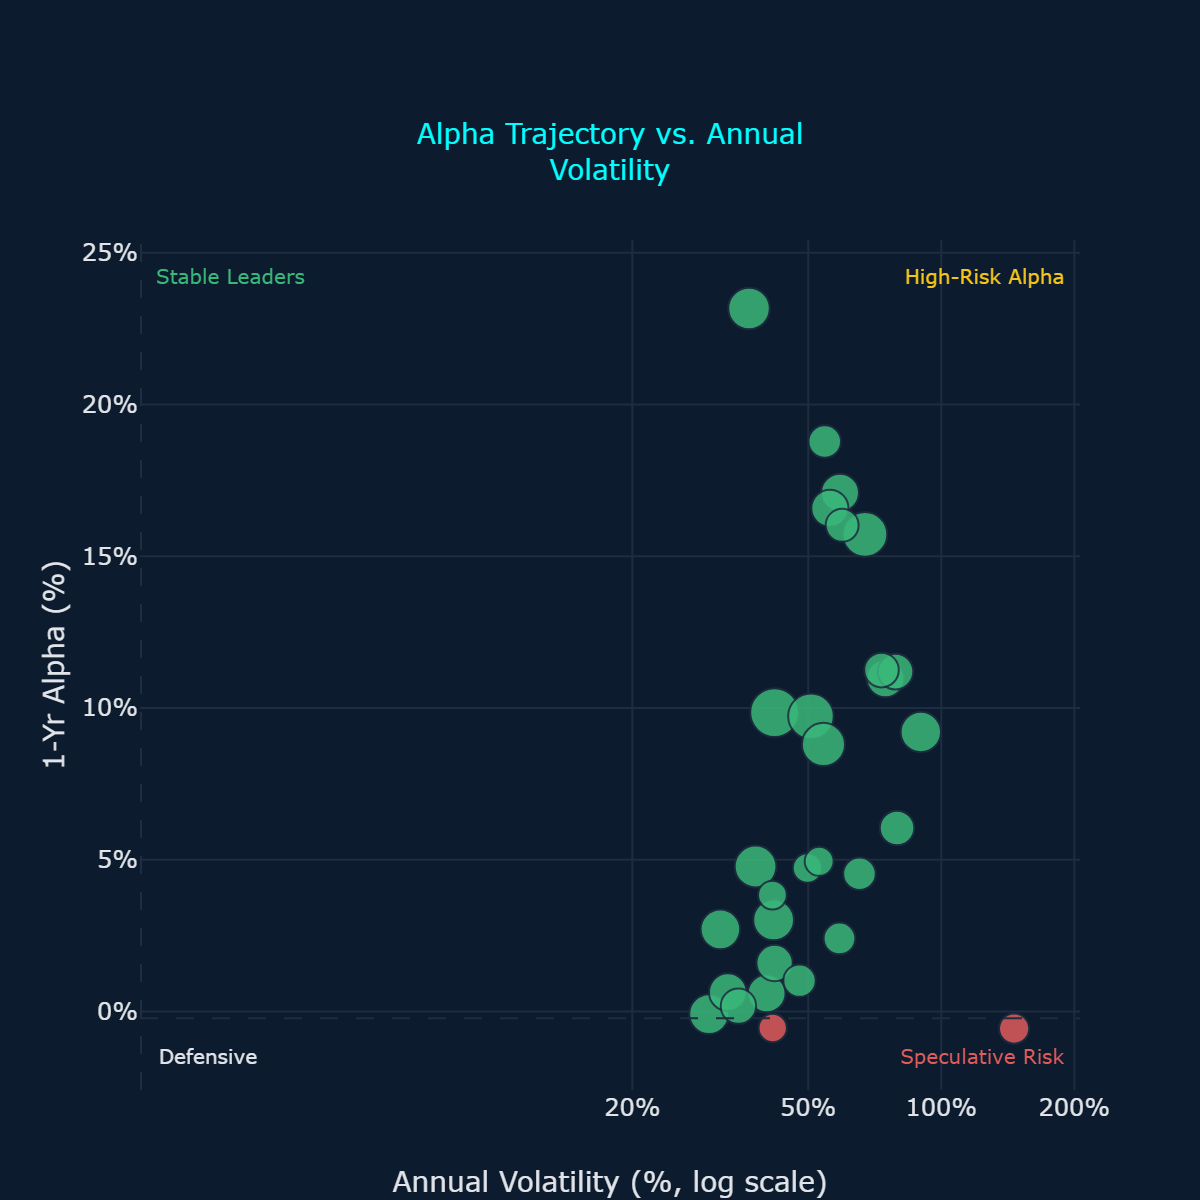 Alpha Trajectory vs. Annual
Volatility
25%
Stable Leaders
High-Risk Alpha
20%
15%
1-Yr Alpha (%)
10%
5%
0%
Defensive
Speculative Risk
20%
50%
100%
200%
Annual Volatility (%, log scale)